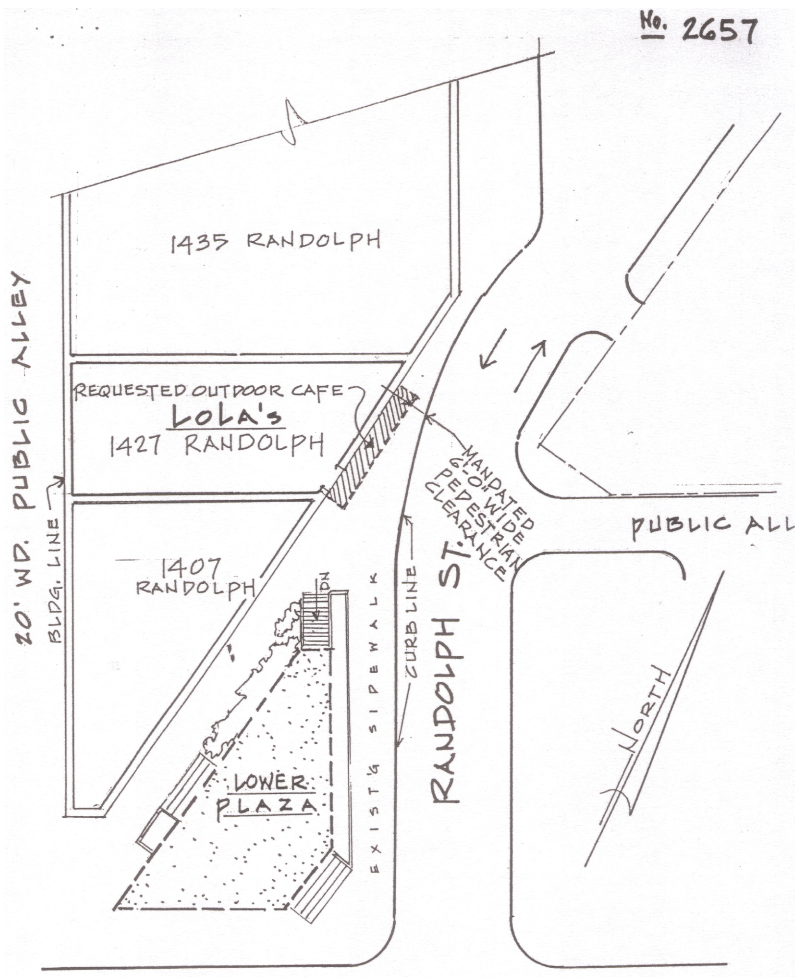 No. 2657
1435 RANDOLPH
20' WD. PUBLIC ALLEY
BLDG. LINE
REQUESTED OUTDOOR CAFE
LOLA's
1427 RANDOLPH
MANDATED
6'-0" WIDE
PEDESTRIAN
CLEARANCE
PUBLIC ALL
1407
RANDOLPH
DN
EXIST'G SIDEWALK
CURB LINE
RANDOLPH ST.
NORTH
LOWER
PLAZA